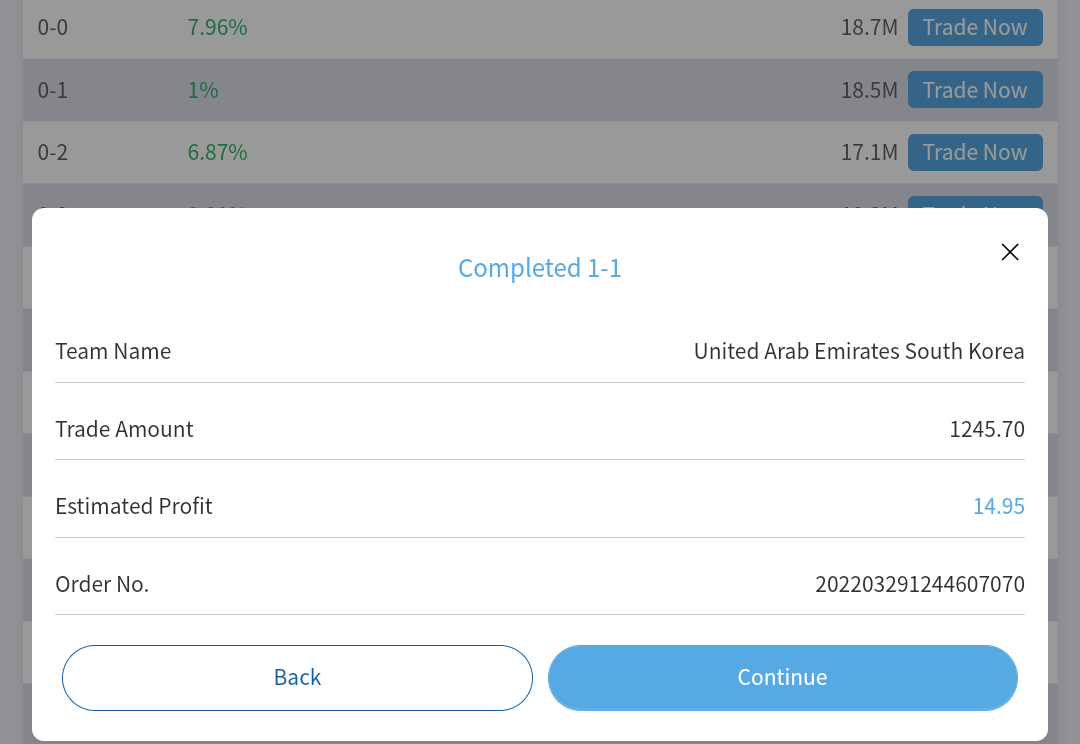 0-0 7.96% 18.7M Trade Now
0-1 1% 18.5M Trade Now
0-2 6.87% 17.1M Trade Now
Completed 1-1
Team Name United Arab Emirates South Korea
Trade Amount 1245.70
Estimated Profit 14.95
Order No. 202203291244607070
Back Continue